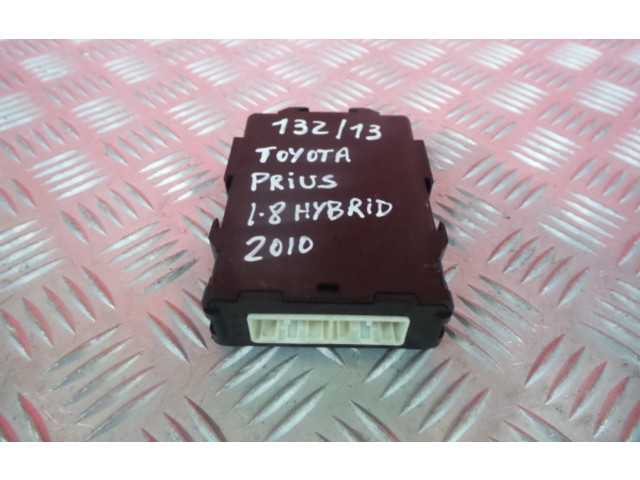 132/13
TOYOTA
PRIUS
1.8 HYBRiD
2010